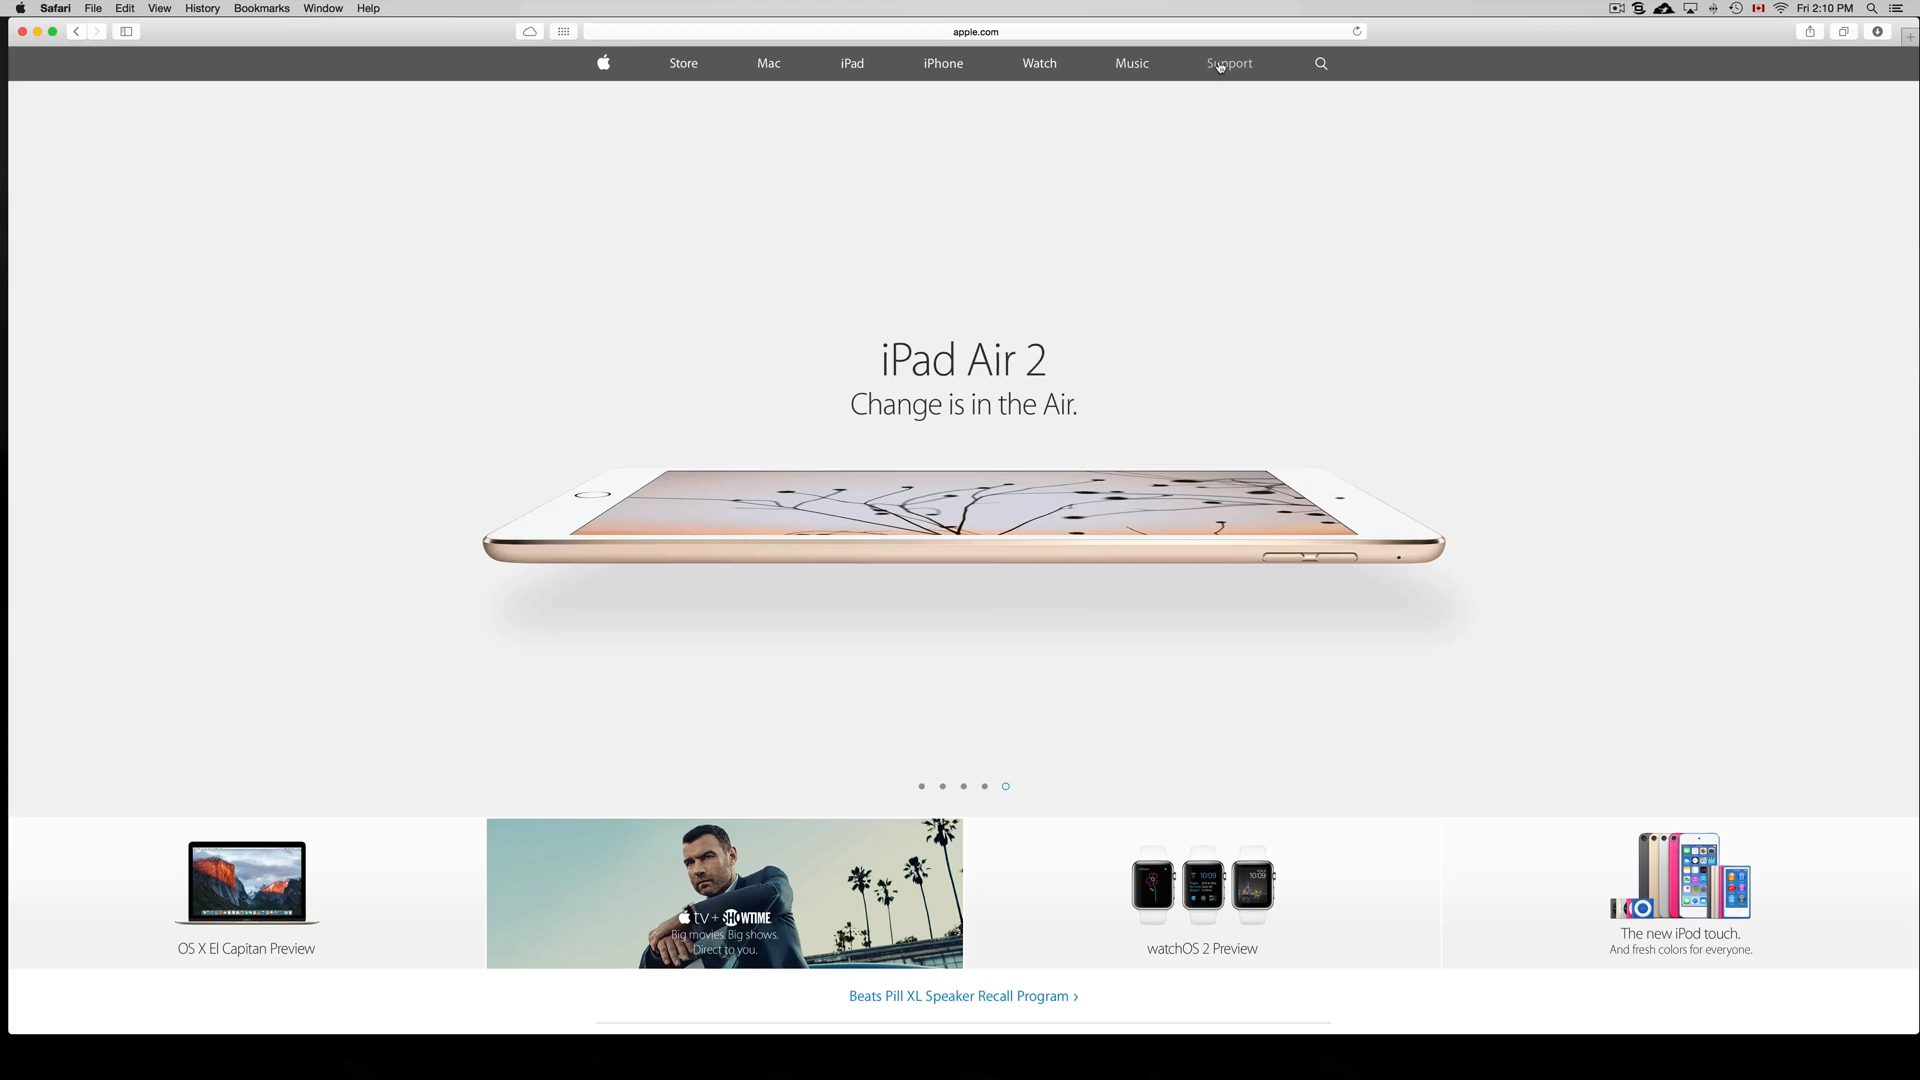 Safari File Edit View History Bookmarks Window Help
Fri 2:10 PM
apple.com
Store Mac iPad iPhone Watch Music Support
iPad Air 2
Change is in the Air.
OS X El Capitan Preview
tv + SHOWTIME
Big movies. Big shows.
Direct to you.
watchOS 2 Preview
The new iPod touch.
And fresh colors for everyone.
Beats Pill XL Speaker Recall Program ›